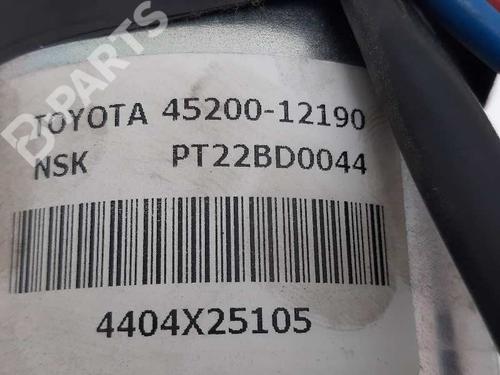 B-PARTS
TOYOTA 45200-12190
NSK PT22BD0044
4404X25105